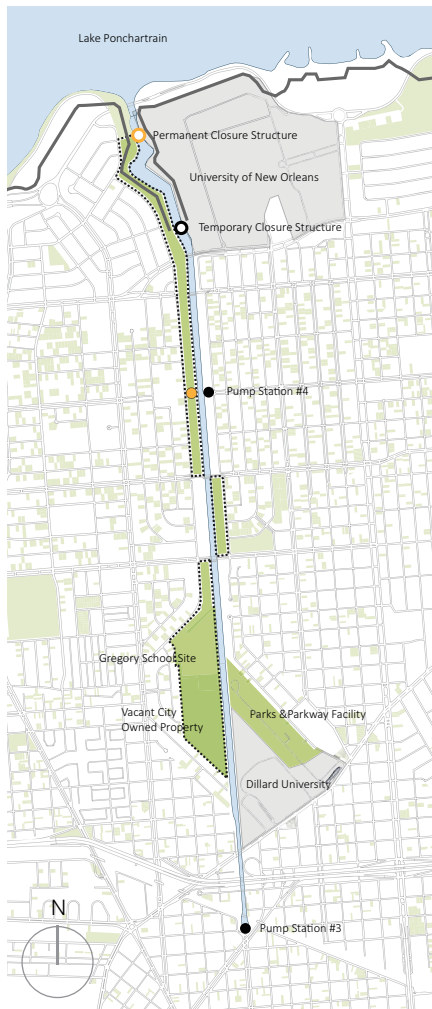 Lake Ponchartrain
Permanent Closure Structure
University of New Orleans
Temporary Closure Structure
Pump Station #4
Gregory School Site
Vacant City
Owned Property
Parks &Parkway Facility
Dillard University
N
Pump Station #3